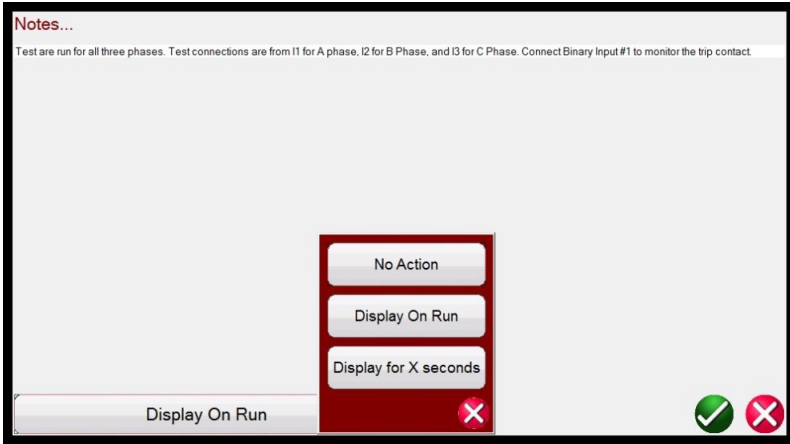 Notes...
Test are run for all three phases. Test connections are from I1 for A phase, I2 for B Phase, and I3 for C Phase. Connect Binary Input #1 to monitor the trip contact.
No Action
Display On Run
Display for X seconds
Display On Run